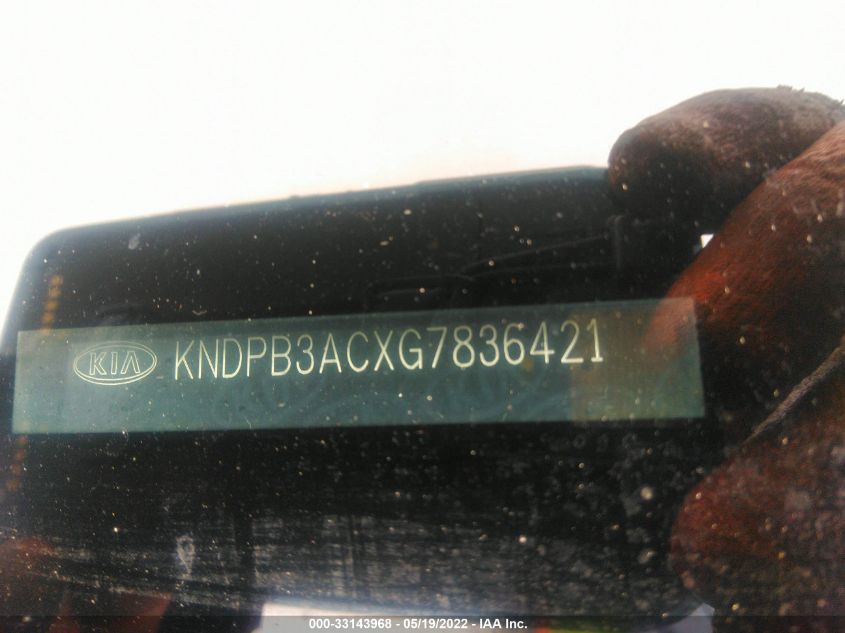 KIA KNDPB3ACXG7836421
000-33143968 - 05/19/2022 - IAA Inc.